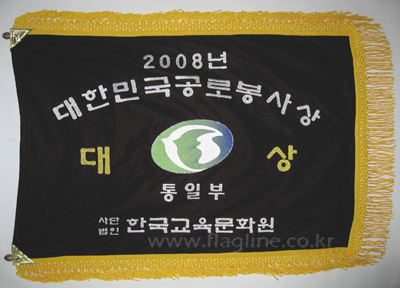 2008년
대한민국공로봉사상
대 상
통일부
사단법인 한국교육문화원
www.flagline.co.kr